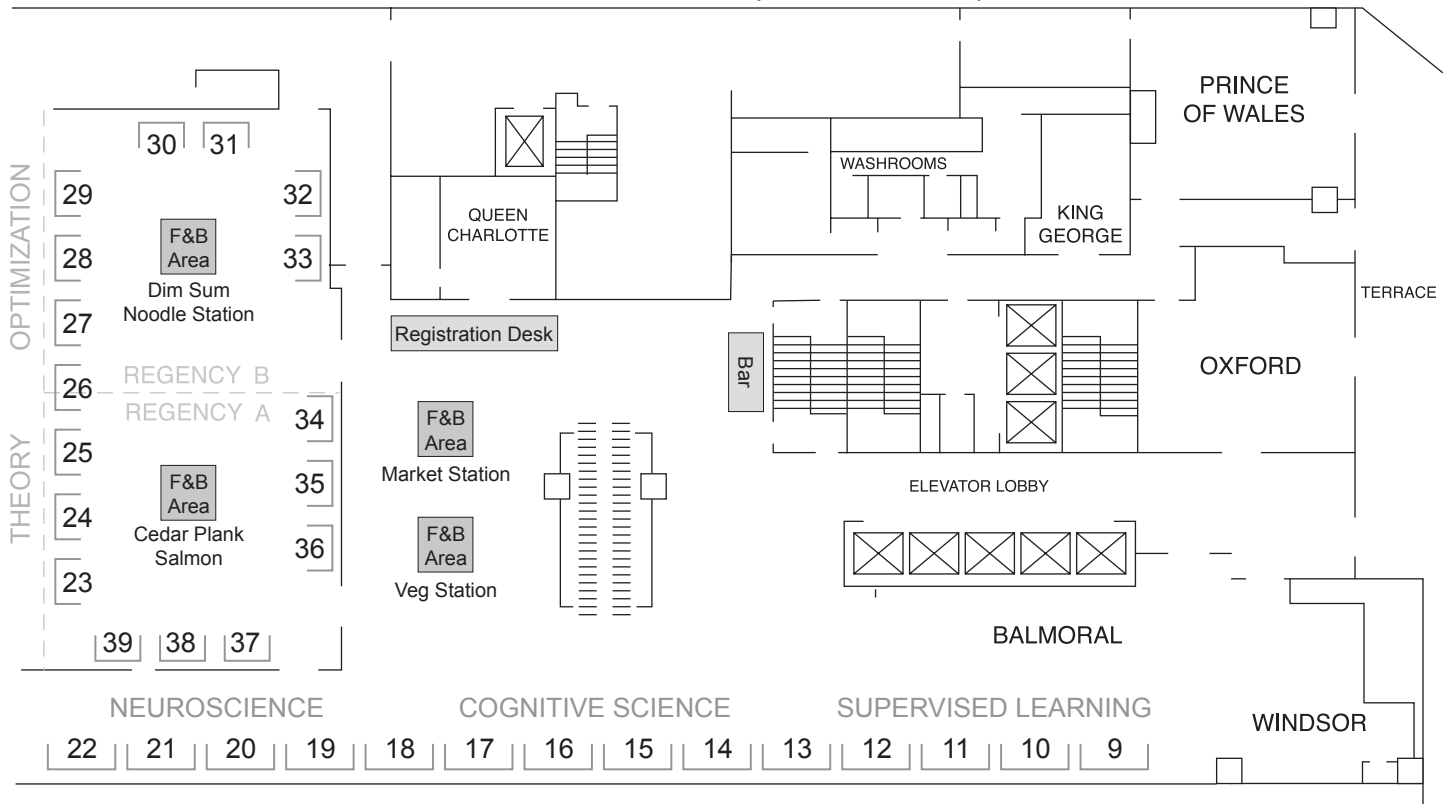 PRINCE
OF WALES
30 31
WASHROOMS
29 32
KING
GEORGE
QUEEN
CHARLOTTE
OPTIMIZATION
F&B
Area
28 33
Dim Sum
Noodle Station
TERRACE
27
Registration Desk
Bar
OXFORD
26
REGENCY B
REGENCY A
34
F&B
Area
Market Station
THEORY
25
35
F&B
Area
Cedar Plank
Salmon
ELEVATOR LOBBY
24
36
F&B
Area
Veg Station
23
39 38 37
BALMORAL
NEUROSCIENCE COGNITIVE SCIENCE SUPERVISED LEARNING
WINDSOR
22 21 20 19 18 17 16 15 14 13 12 11 10 9